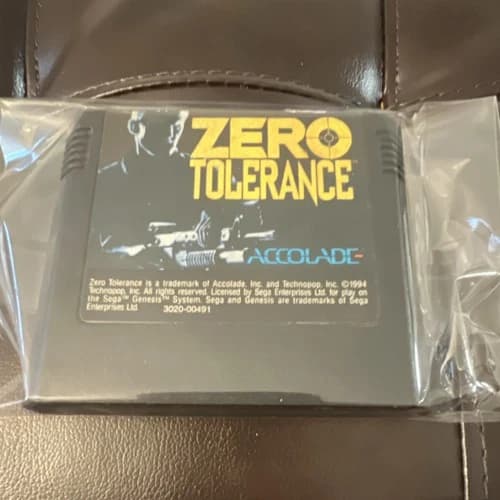 ZERO
TOLERANCE™
ACCOLADE
Zero Tolerance is a trademark of Accolade, Inc. and Technopop, Inc. ©1994
Technopop, Inc. All rights reserved. Licensed by Sega Enterprises Ltd. for play on
the Sega™ Genesis™ System. Sega and Genesis are trademarks of Sega
Enterprises Ltd. 3020-00491